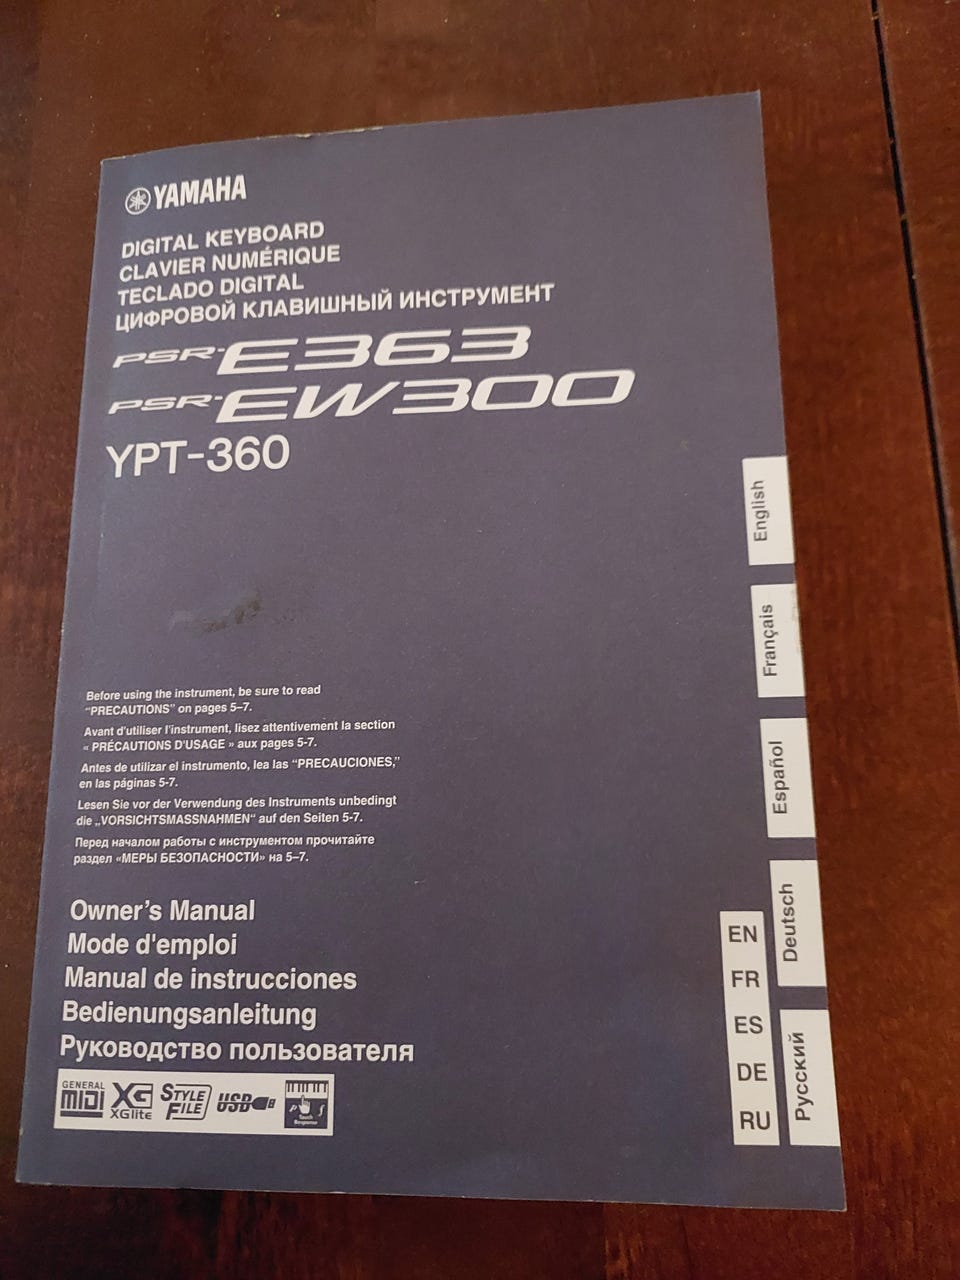 YAMAHA
DIGITAL KEYBOARD
CLAVIER NUMÉRIQUE
TECLADO DIGITAL
ЦИФРОВОЙ КЛАВИШНЫЙ ИНСТРУМЕНТ
PSR-E363
PSR-EW300
YPT-360
Before using the instrument, be sure to read
“PRECAUTIONS” on pages 5–7.
Avant d'utiliser l'instrument, lisez attentivement la section
« PRÉCAUTIONS D'USAGE » aux pages 5-7.
Antes de utilizar el instrumento, lea las “PRECAUCIONES,”
en las páginas 5-7.
Lesen Sie vor der Verwendung des Instruments unbedingt
die „VORSICHTSMASSNAHMEN“ auf den Seiten 5-7.
Перед началом работы с инструментом прочитайте
раздел «МЕРЫ БЕЗОПАСНОСТИ» на 5–7.
Owner's Manual
Mode d'emploi
Manual de instrucciones
Bedienungsanleitung
Руководство пользователя
GENERAL
MIDI
XG
XGlite
STYLE
FILE
USB
P f
Touch
Response
English
Français
Español
Deutsch
Русский
EN
FR
ES
DE
RU